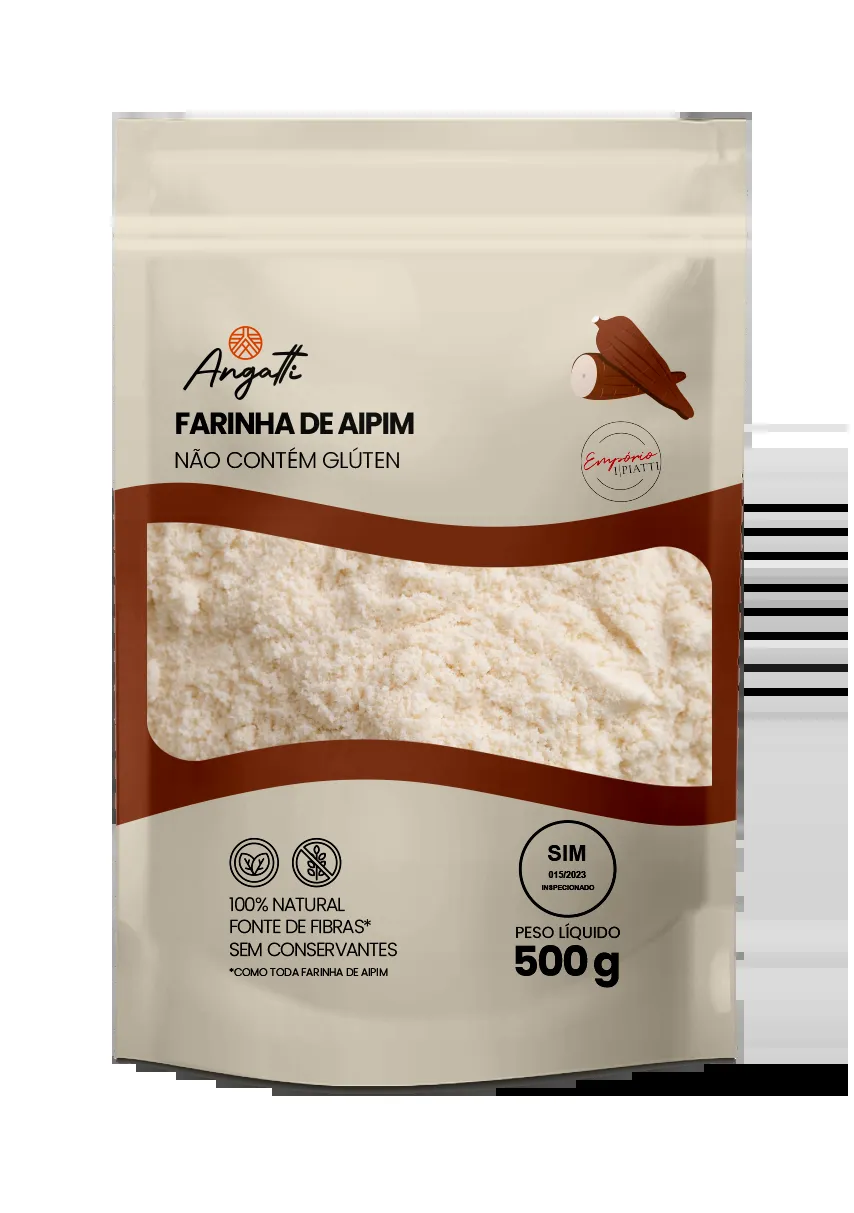 Angatti
FARINHA DE AIPIM
NÃO CONTÉM GLÚTEN
Empório
PIATTI
SIM
015/2023
INSPECIONADO
100% NATURAL
FONTE DE FIBRAS*
SEM CONSERVANTES
*COMO TODA FARINHA DE AIPIM
PESO LÍQUIDO
500 g